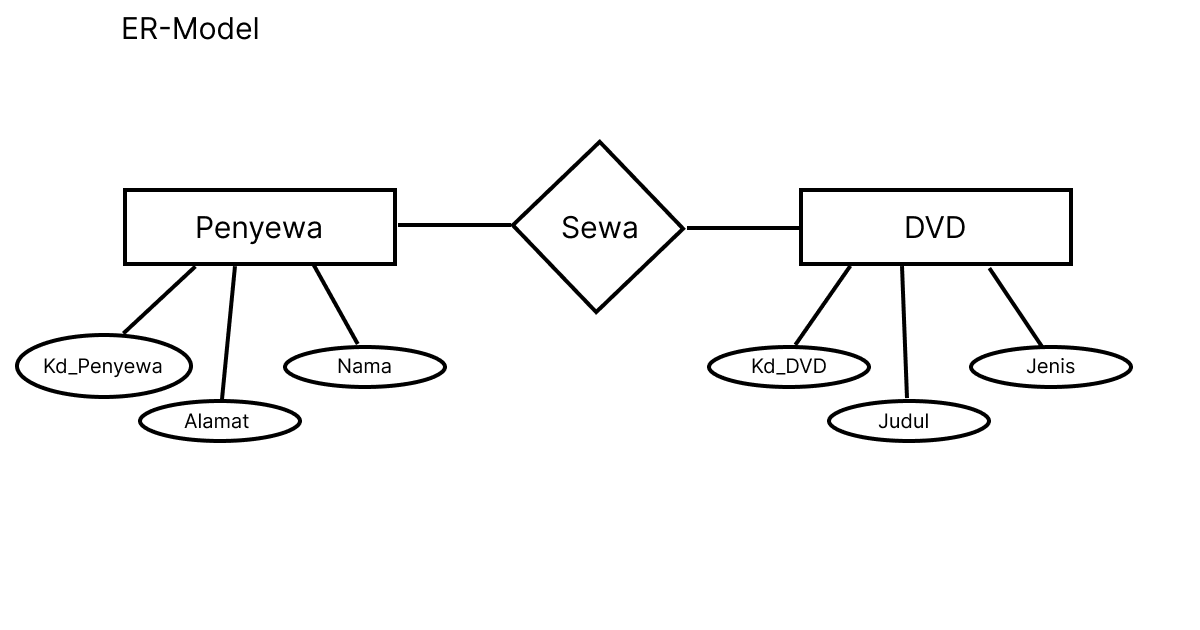 ER-Model
Penyewa
Sewa
DVD
Kd_Penyewa
Nama
Alamat
Kd_DVD
Jenis
Judul